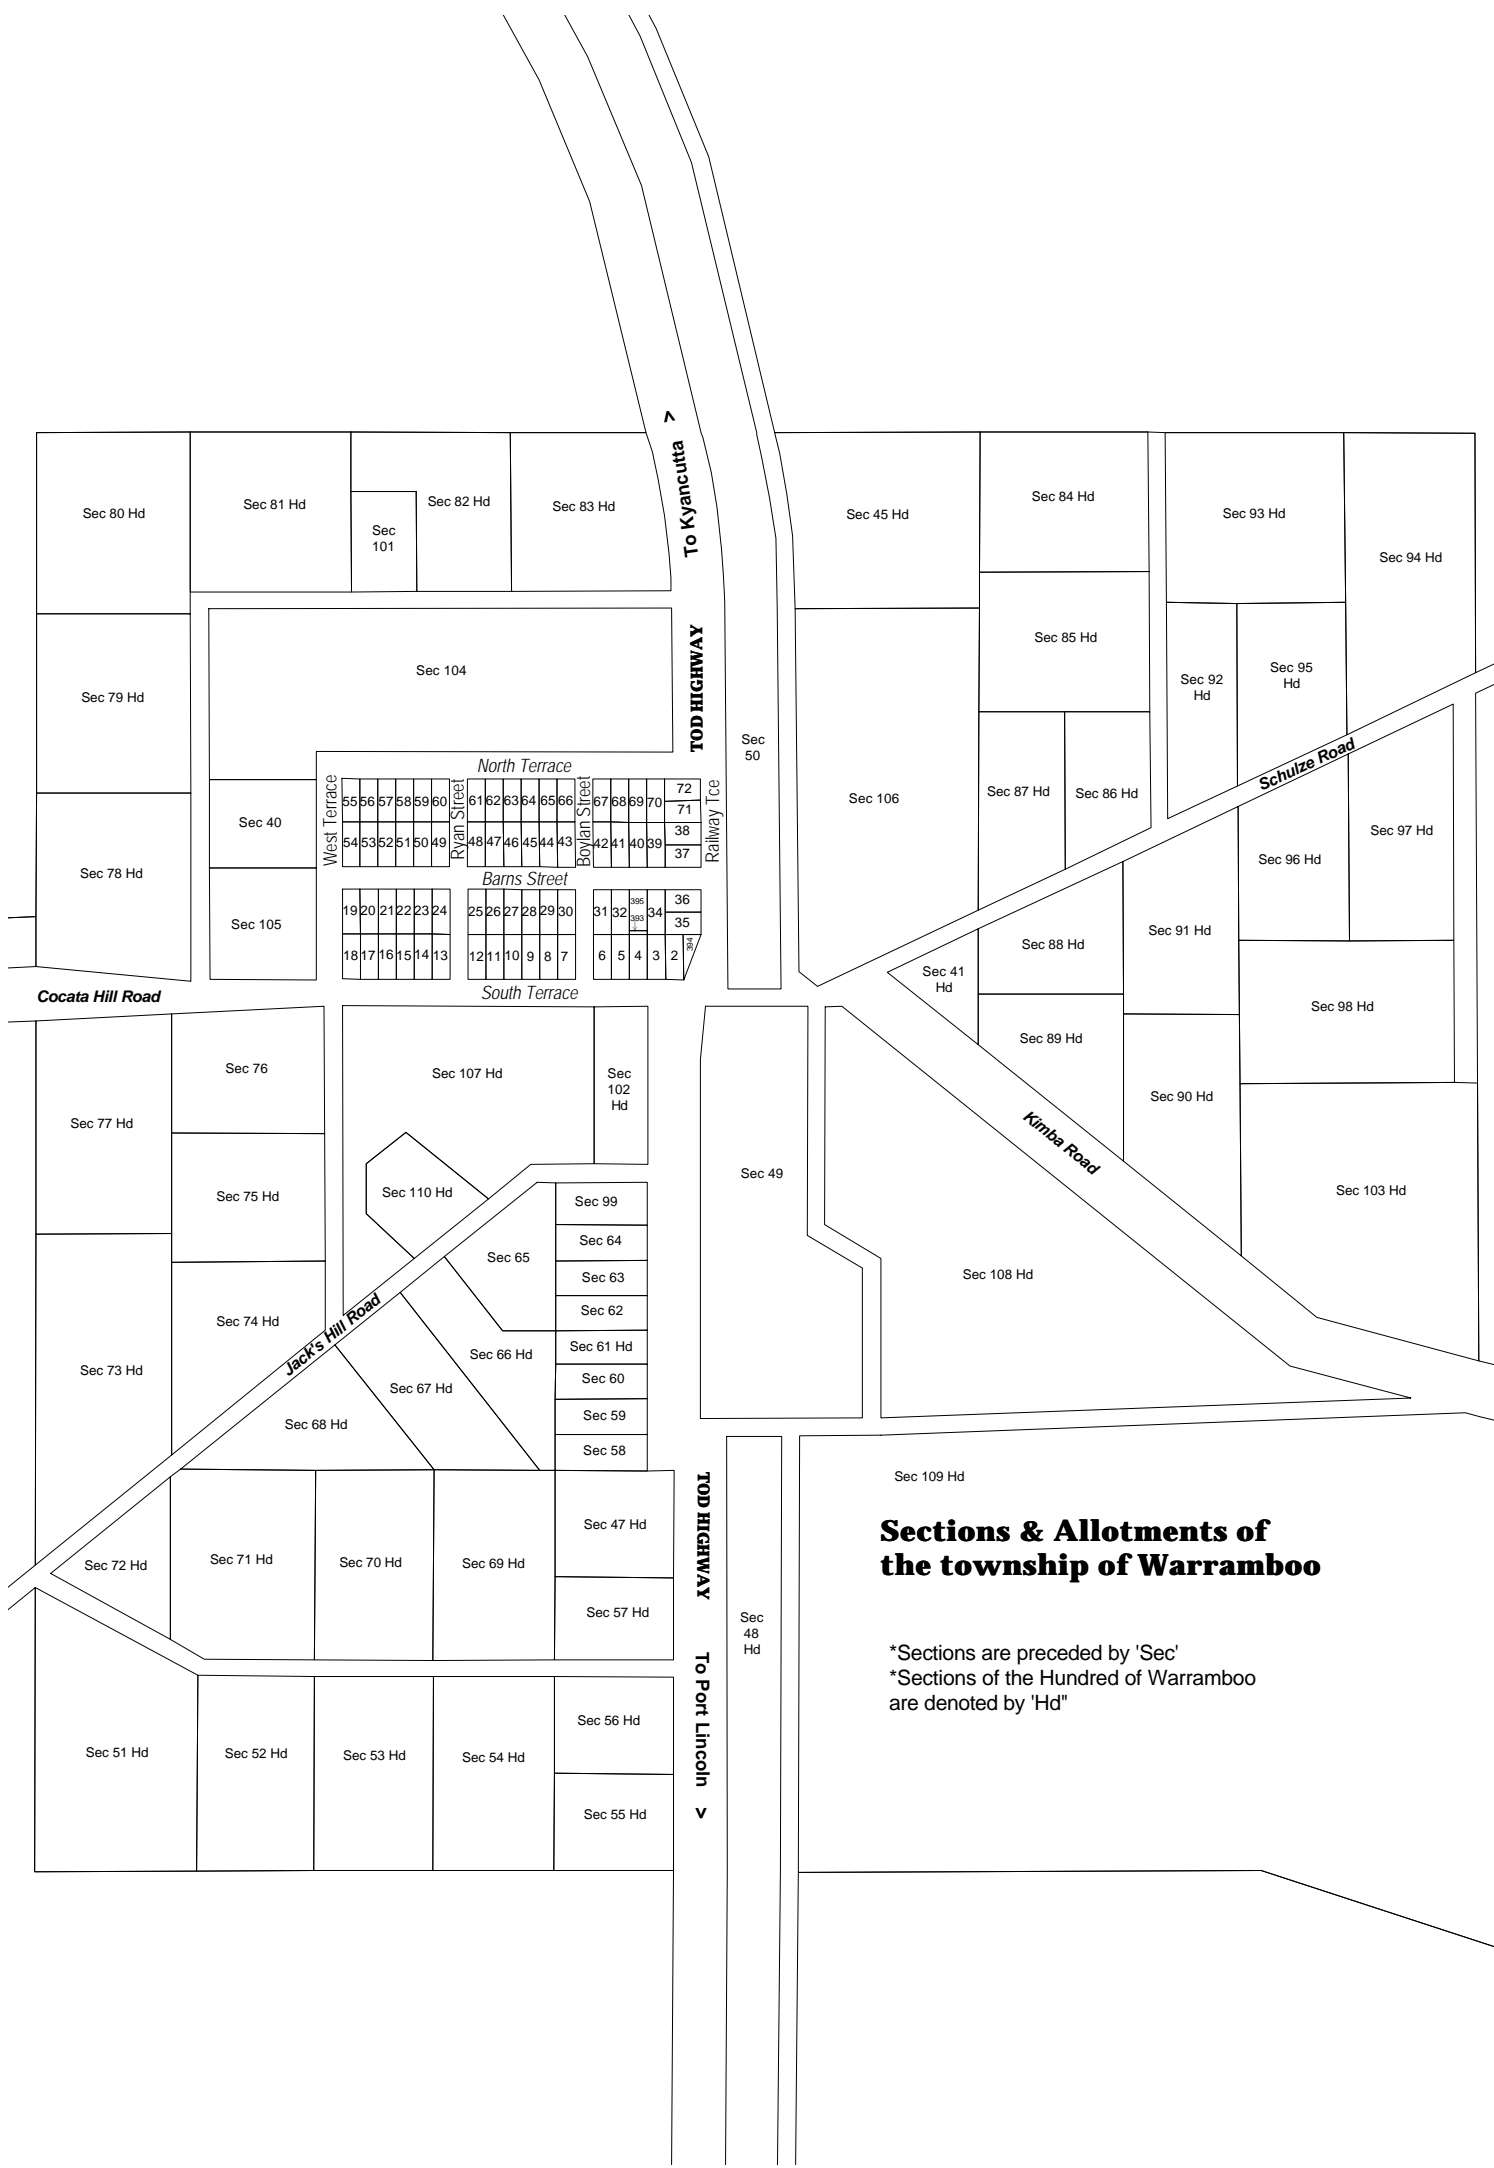 To Kyancutta >
Sec 80 Hd
Sec 81 Hd
Sec 82 Hd
Sec
101
Sec 83 Hd
Sec 45 Hd
Sec 84 Hd
Sec 93 Hd
Sec 94 Hd
Sec 79 Hd
Sec 104
TOD HIGHWAY
Sec
50
Sec 85 Hd
Sec 92
Hd
Sec 95
Hd
Schulze Road
North Terrace
West Terrace
Ryan Street
Boylan Street
Railway Tce
55 56 57 58 59 60
61 62 63 64 65 66
67 68 69 70
72
71
54 53 52 51 50 49
48 47 46 45 44 43
42 41 40 39
38
37
Barns Street
19 20 21 22 23 24
25 26 27 28 29 30
31 32
395
393
34
36
35
18 17 16 15 14 13
12 11 10 9 8 7
6 5 4 3 2
394
South Terrace
Sec 40
Sec 78 Hd
Sec 105
Cocata Hill Road
Sec 106
Sec 87 Hd
Sec 86 Hd
Sec 97 Hd
Sec 96 Hd
Sec 88 Hd
Sec 91 Hd
Sec 41
Hd
Sec 98 Hd
Sec 89 Hd
Sec 90 Hd
Kimba Road
Sec 103 Hd
Sec 76
Sec 77 Hd
Sec 107 Hd
Sec
102
Hd
Sec 75 Hd
Sec 110 Hd
Sec 49
Sec 99
Sec 64
Sec 65
Sec 63
Sec 62
Sec 108 Hd
Sec 74 Hd
Jack's Hill Road
Sec 61 Hd
Sec 66 Hd
Sec 60
Sec 73 Hd
Sec 67 Hd
Sec 59
Sec 68 Hd
Sec 58
Sec 109 Hd
TOD HIGHWAY
Sec 47 Hd
Sec 72 Hd
Sec 71 Hd
Sec 70 Hd
Sec 69 Hd
Sec 57 Hd
Sec
48
Hd
Sections & Allotments of
the township of Warramboo
*Sections are preceded by 'Sec'
*Sections of the Hundred of Warramboo
are denoted by 'Hd"
To Port Lincoln >
Sec 51 Hd
Sec 52 Hd
Sec 53 Hd
Sec 54 Hd
Sec 56 Hd
Sec 55 Hd